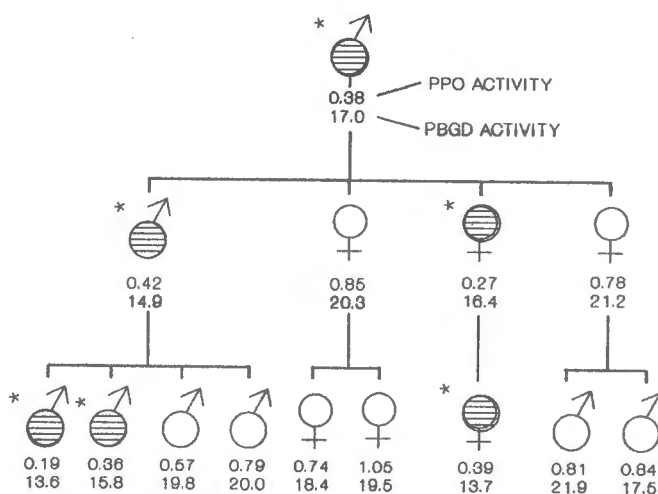 *
0.38 PPO ACTIVITY
17.0 PBGD ACTIVITY
* *
0.42 0.85 0.27 0.78
14.9 20.3 16.4 21.2
* * *
0.19 0.36 0.57 0.79 0.74 1.05 0.39 0.81 0.84
13.6 15.8 19.8 20.0 18.4 19.5 13.7 21.9 17.5